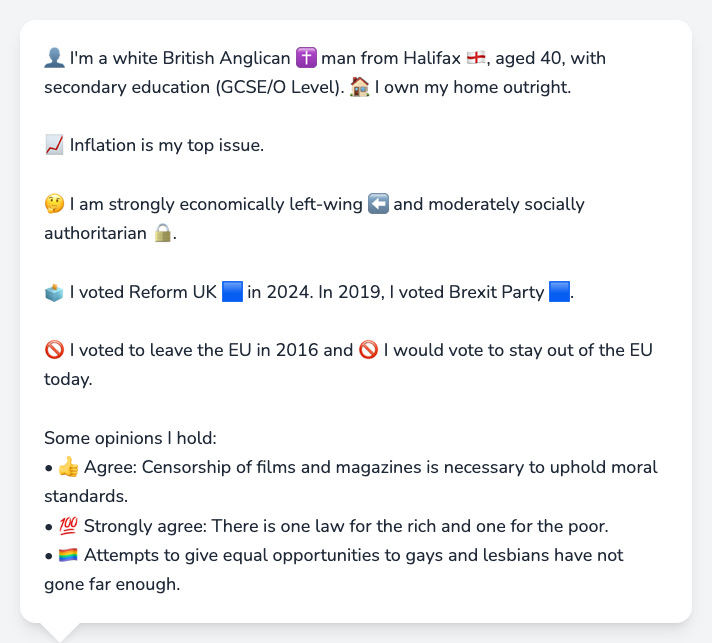 👤 I'm a white British Anglican ✝️ man from Halifax 🏴󠁧󠁢󠁥󠁮󠁧󠁿, aged 40, with
secondary education (GCSE/O Level). 🏠 I own my home outright.
📈 Inflation is my top issue.
🤔 I am strongly economically left-wing ⬅️ and moderately socially
authoritarian 🔒.
🗳️ I voted Reform UK 🟦 in 2024. In 2019, I voted Brexit Party 🟦.
🚫 I voted to leave the EU in 2016 and 🚫 I would vote to stay out of the EU
today.
Some opinions I hold:
• 👍 Agree: Censorship of films and magazines is necessary to uphold moral
standards.
• 💯 Strongly agree: There is one law for the rich and one for the poor.
• 🏳️‍🌈 Attempts to give equal opportunities to gays and lesbians have not
gone far enough.